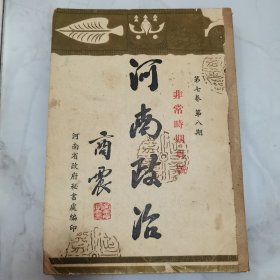 第七卷 第八期
非常時期專號
河南政治
商震
河南省政府秘書處編印